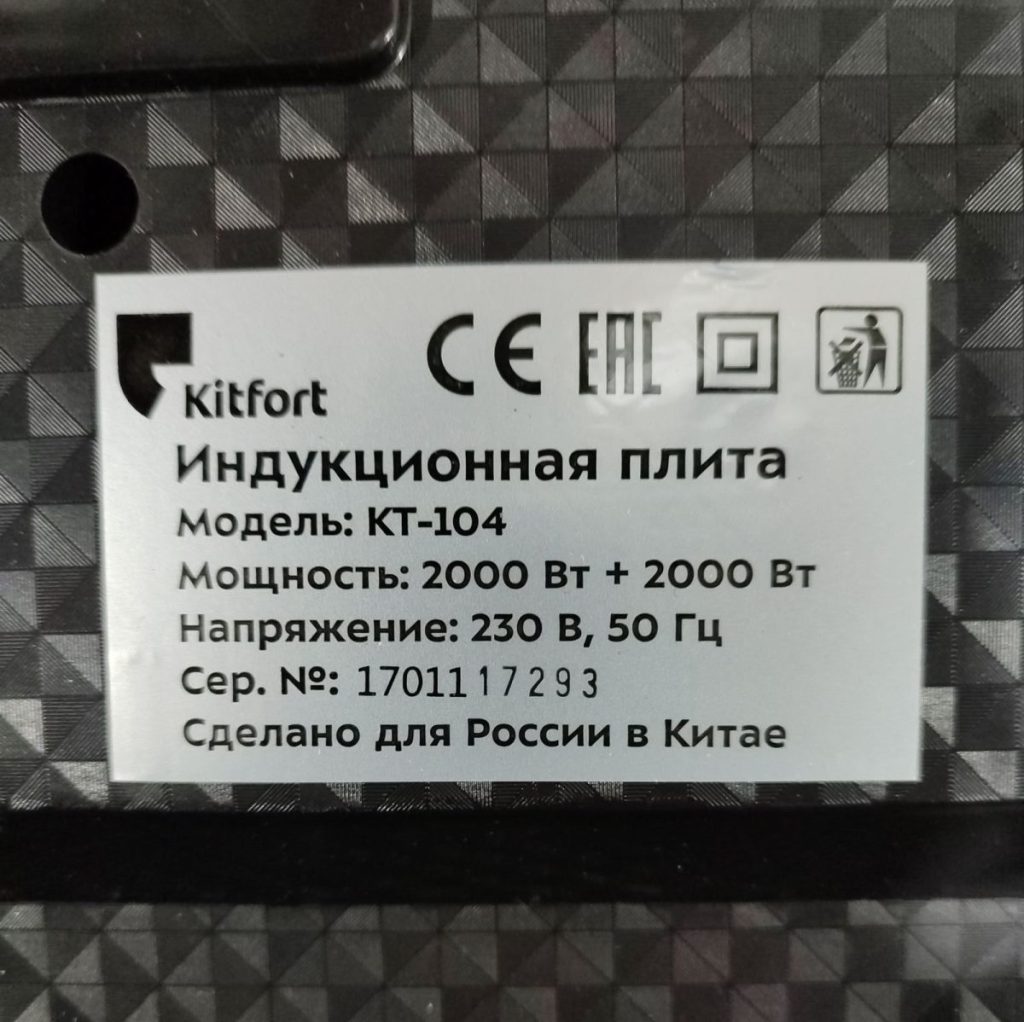 Kitfort
CE EAC
Индукционная плита
Модель: КТ-104
Мощность: 2000 Вт + 2000 Вт
Напряжение: 230 В, 50 Гц
Сер. №: 1701117293
Сделано для России в Китае